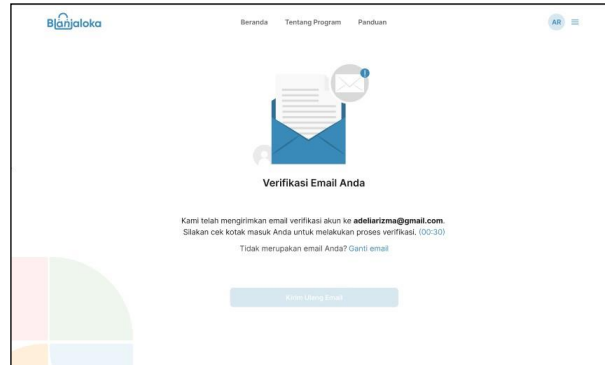 Blanjaloka
Beranda Tentang Program Panduan
AR
Verifikasi Email Anda
Kami telah mengirimkan email verifikasi akun ke adeliarizma@gmail.com.
Silakan cek kotak masuk Anda untuk melakukan proses verifikasi. (00:30)
Tidak merupakan email Anda? Ganti email
Kirim Ulang Email